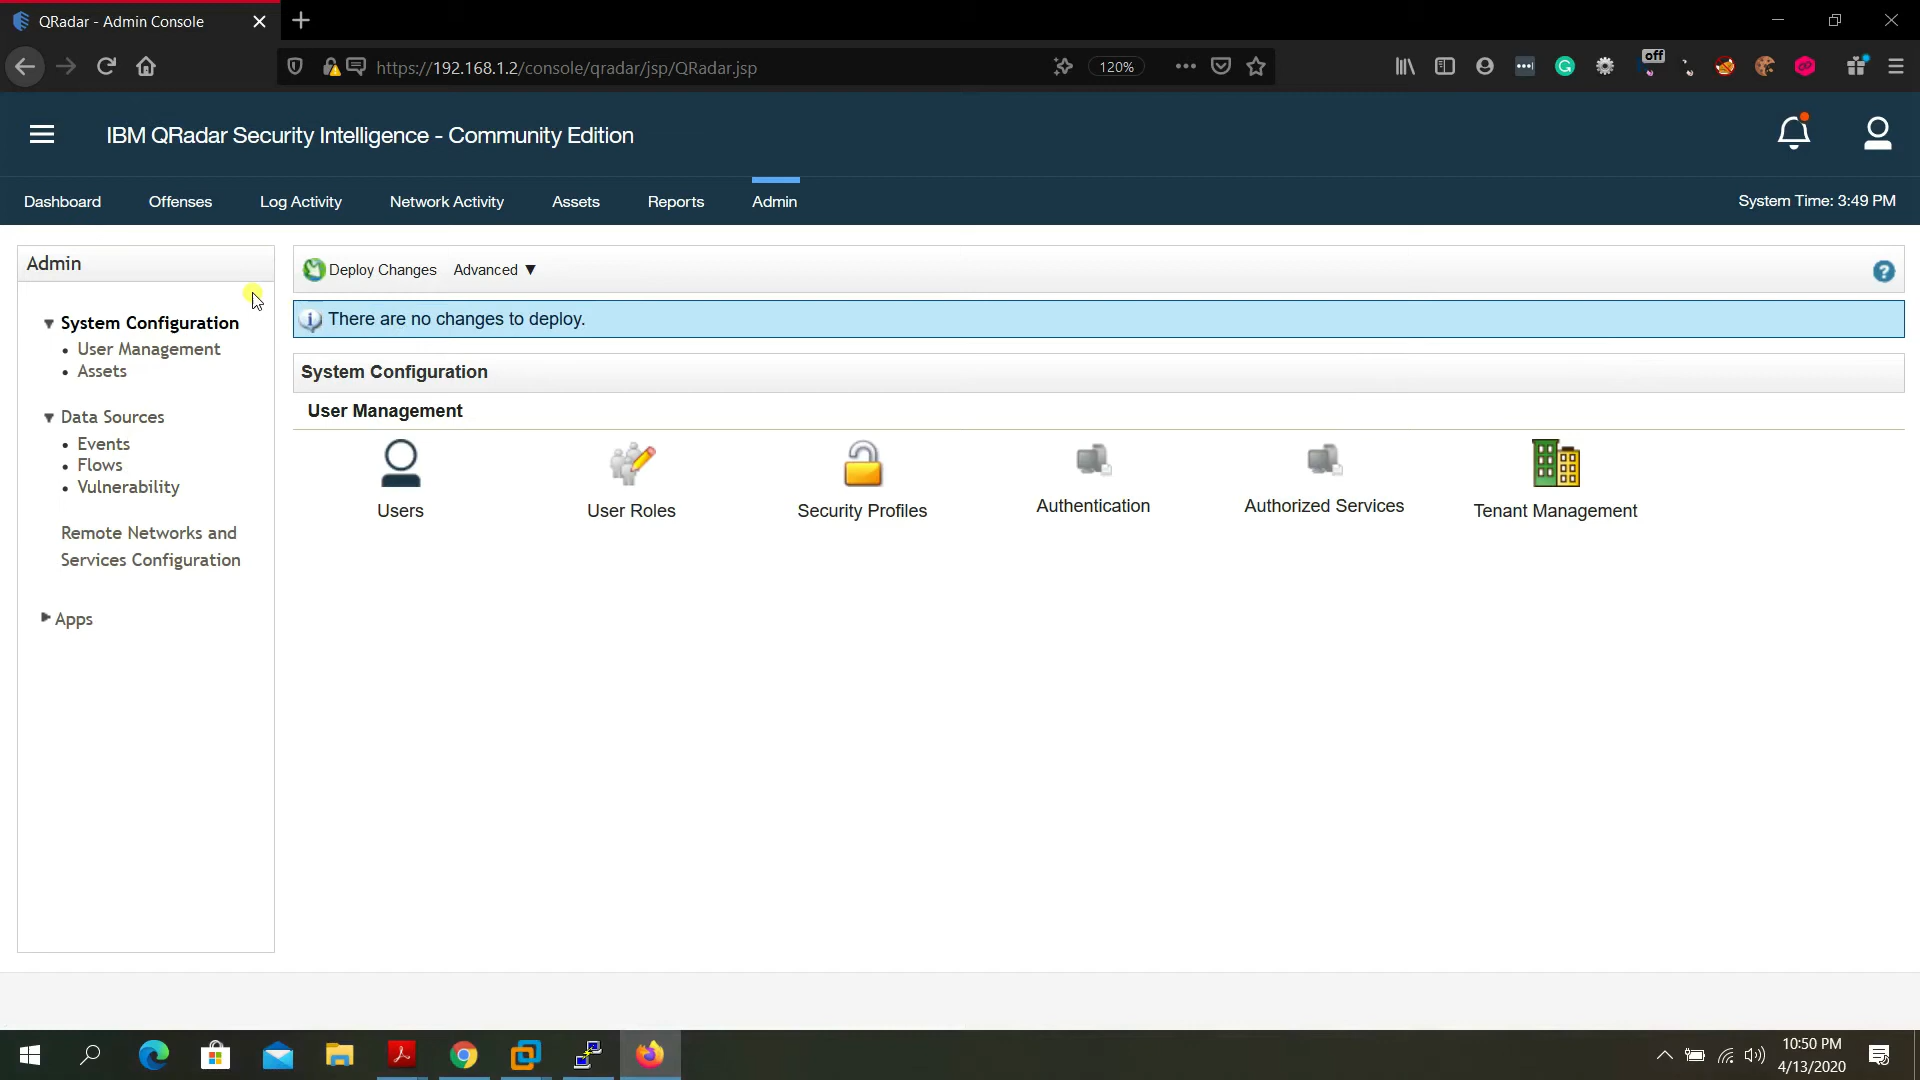 QRadar - Admin Console
https://192.168.1.2/console/qradar/jsp/QRadar.jsp
120%
off
IBM QRadar Security Intelligence - Community Edition
Dashboard
Offenses
Log Activity
Network Activity
Assets
Reports
Admin
System Time: 3:49 PM
Admin
System Configuration
User Management
Assets
Data Sources
Events
Flows
Vulnerability
Remote Networks and
Services Configuration
Apps
Deploy Changes
Advanced ▼
There are no changes to deploy.
System Configuration
User Management
Users
User Roles
Security Profiles
Authentication
Authorized Services
Tenant Management
10:50 PM
4/13/2020